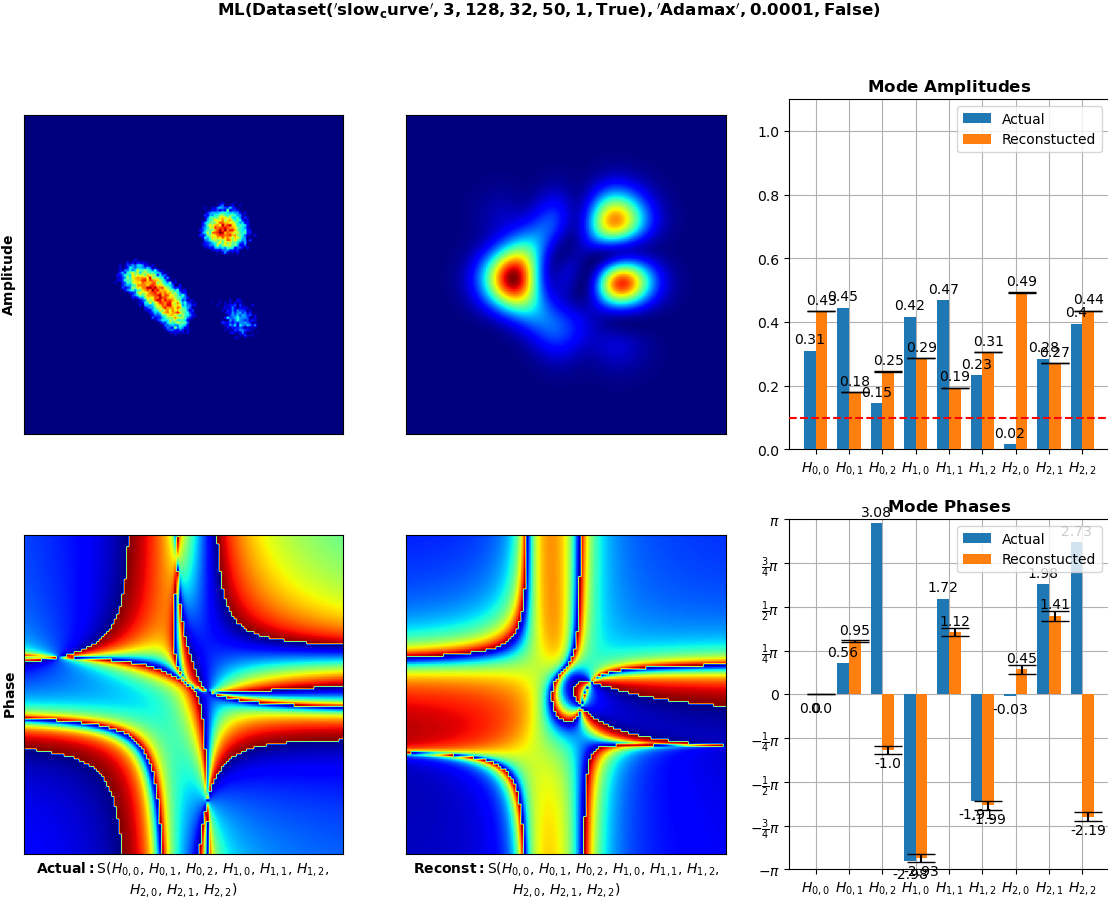 ML(Dataset('slow_curve', 3, 128, 32, 50, 1, True), 'Adamax', 0.0001, False)
Amplitude
Mode Amplitudes
Actual
Reconstucted
1.0
0.8
0.6
0.4
0.2
0.0
0.31
0.45
0.18
0.15
0.25
0.42
0.29
0.47
0.19
0.23
0.31
0.02
0.49
0.28
0.27
0.4
0.44
H0,0 H0,1 H0,2 H1,0 H1,1 H1,2 H2,0 H2,1 H2,2
Phase
Actual: S(H0,0, H0,1, H0,2, H1,0, H1,1, H1,2,
H2,0, H2,1, H2,2)
Reconst: S(H0,0, H0,1, H0,2, H1,0, H1,1, H1,2,
H2,0, H2,1, H2,2)
Mode Phases
Actual
Reconstucted
π
3/4π
1/2π
1/4π
0
−1/4π
−1/2π
−3/4π
−π
0.0
0.0
0.56
0.95
3.08
-1.0
-2.98
-2.93
1.72
1.12
-1.91
-1.99
-0.03
0.45
1.98
1.41
2.73
-2.19
H0,0 H0,1 H0,2 H1,0 H1,1 H1,2 H2,0 H2,1 H2,2